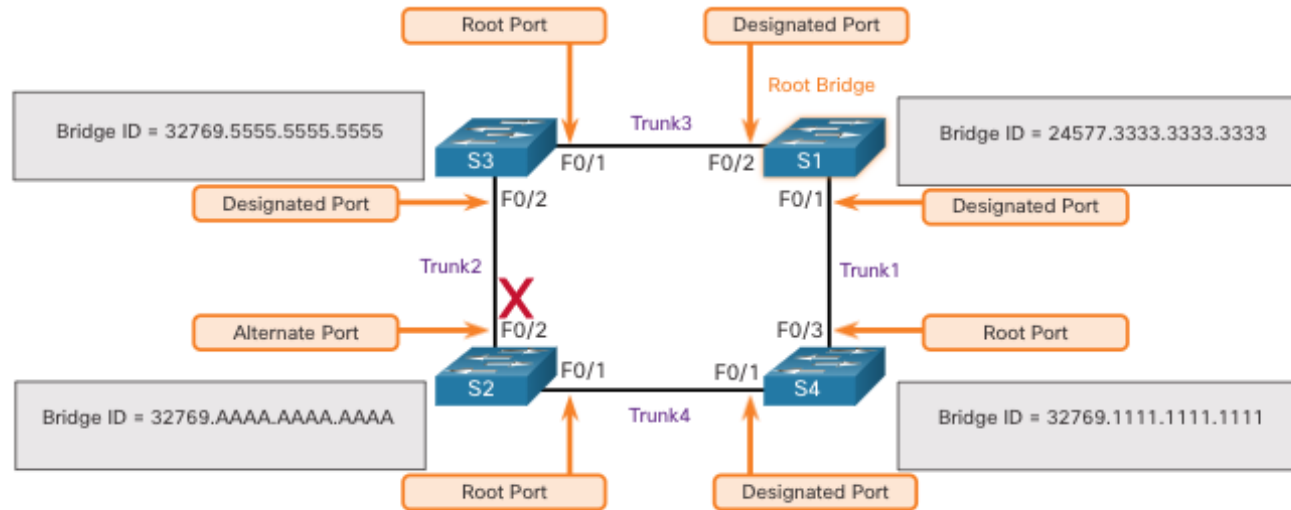 Root Port
Designated Port
Root Bridge
Bridge ID = 32769.5555.5555.5555
Trunk3
Bridge ID = 24577.3333.3333.3333
S3
F0/1
F0/2
S1
Designated Port
F0/2
F0/1
Designated Port
Trunk2
Trunk1
Alternate Port
F0/2
F0/3
Root Port
S2
F0/1
F0/1
S4
Bridge ID = 32769.AAAA.AAAA.AAAA
Trunk4
Bridge ID = 32769.1111.1111.1111
Root Port
Designated Port